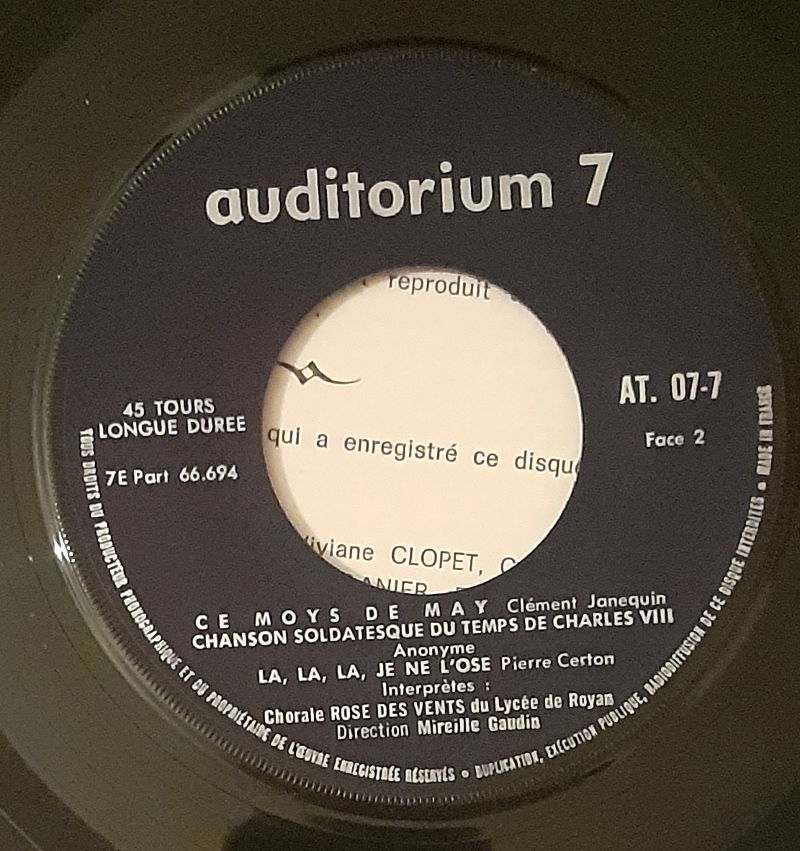 auditorium 7
reproduit
45 TOURS
LONGUE DUREE
7E Part 66.694
AT. 07-7
Face 2
qui a enregistré ce
CLOPET,
CE MOYS DE MAY Clément Janequin
CHANSON SOLDATESQUE DU TEMPS DE CHARLES VIII
Anonyme
LA, LA, LA, JE NE L'OSE Pierre Certon
Interprètes :
Chorale ROSE DES VENTS du Lycée de Royan
Direction Mireille Gaudin
TOUS DROITS DU PRODUCTEUR PHONOGRAPHIQUE ET DU PROPRIÉTAIRE DE L'ŒUVRE ENREGISTRÉE RÉSERVÉS • DUPLICATION, EXÉCUTION PUBLIQUE, RADIODIFFUSION DE CE DISQUE INTERDITES • MADE IN FRANCE